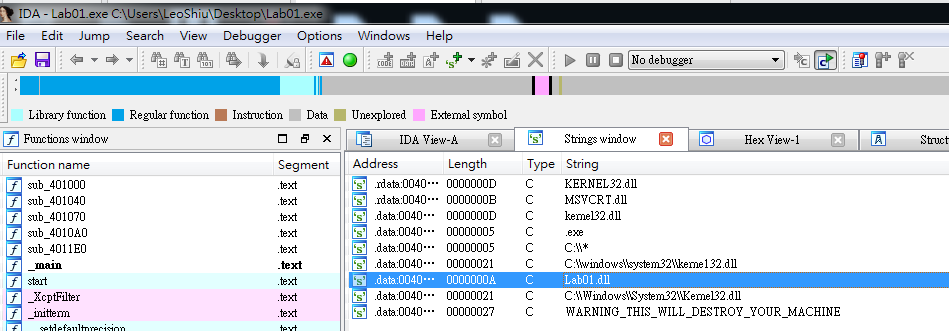 IDA - Lab01.exe C:\Users\LeoShiu\Desktop\Lab01.exe
File Edit Jump Search View Debugger Options Windows Help
No debugger
Library function Regular function Instruction Data Unexplored External symbol
Functions window
Function name Segment
sub_401000 .text
sub_401040 .text
sub_401070 .text
sub_4010A0 .text
sub_4011E0 .text
_main .text
start .text
_XcptFilter .text
_initterm .text
__setdefaultprecision .text
IDA View-A Strings window Hex View-1 Struct
Address Length Type String
.rdata:0040··· 0000000D C KERNEL32.dll
.rdata:0040··· 0000000B C MSVCRT.dll
.data:0040··· 0000000D C kernel32.dll
.data:0040··· 00000005 C .exe
.data:0040··· 00000005 C C:\\*
.data:0040··· 00000021 C C:\\windows\\system32\\kerne132.dll
.data:0040··· 0000000A C Lab01.dll
.data:0040··· 00000021 C C:\\Windows\\System32\\Kernel32.dll
.data:0040··· 00000027 C WARNING_THIS_WILL_DESTROY_YOUR_MACHINE